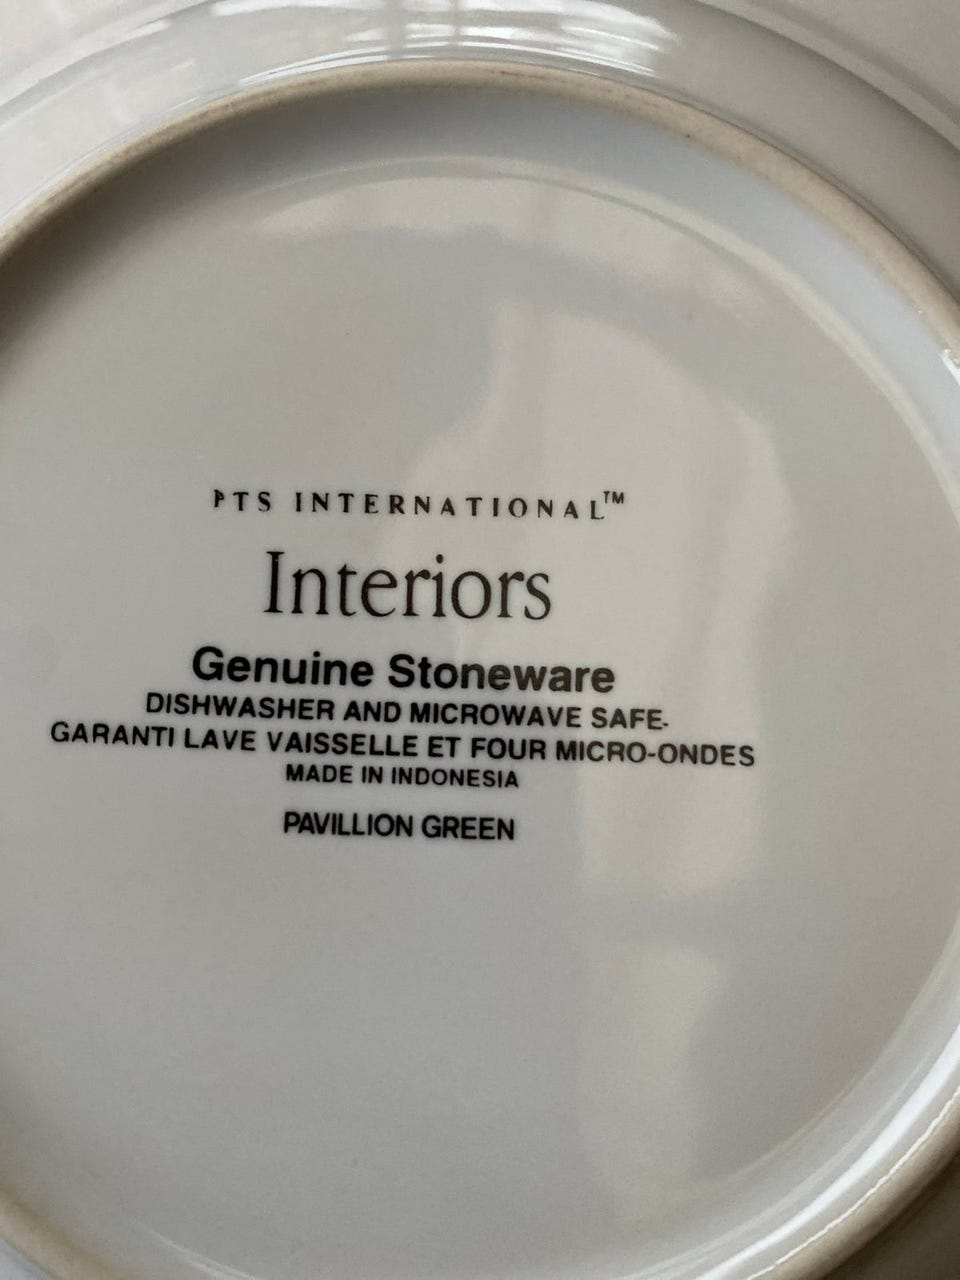 PTS INTERNATIONAL™
Interiors
Genuine Stoneware
DISHWASHER AND MICROWAVE SAFE.
GARANTI LAVE VAISSELLE ET FOUR MICRO-ONDES
MADE IN INDONESIA
PAVILLION GREEN